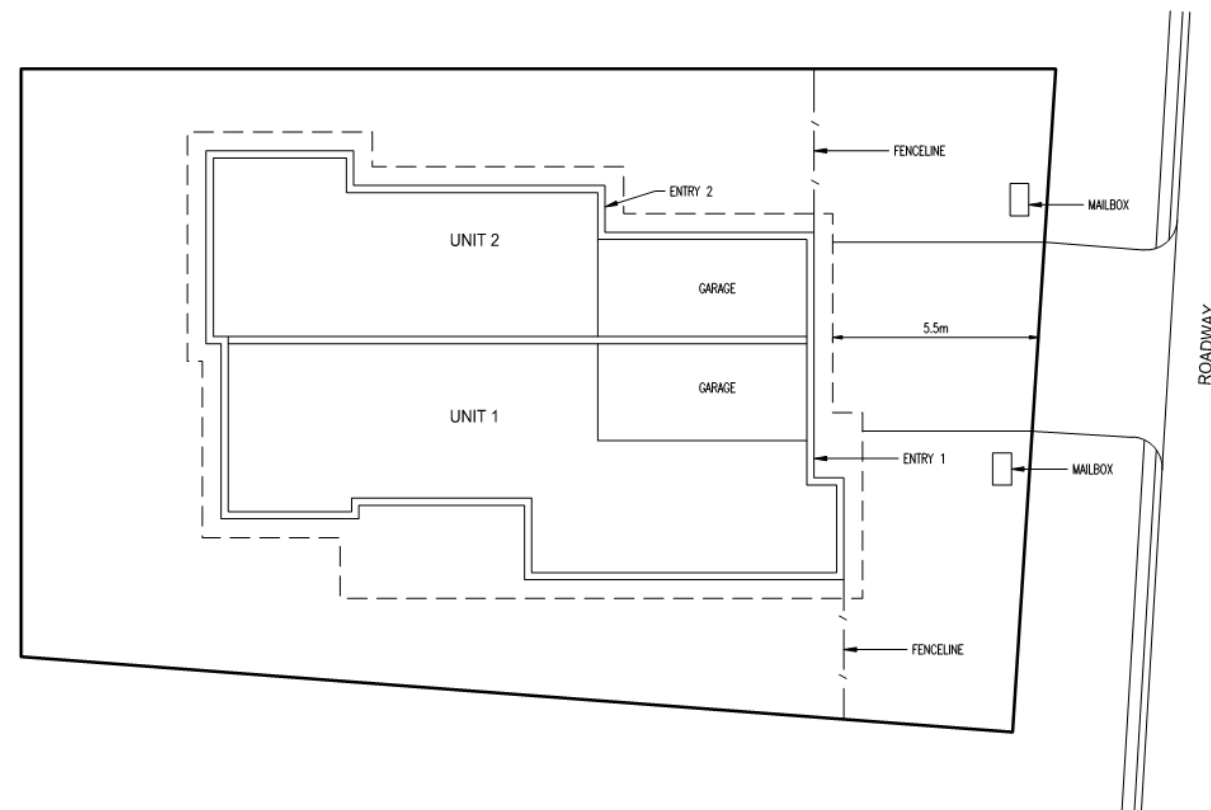 FENCELINE
ENTRY 2
MAILBOX
UNIT 2
GARAGE
5.5m
ROADWAY
GARAGE
UNIT 1
ENTRY 1
MAILBOX
FENCELINE